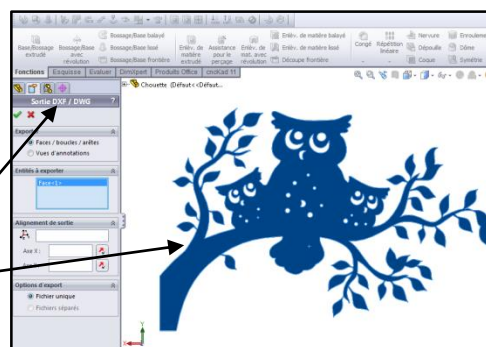 Base/Bossage extrudé
Bossage/Base avec révolution
Bossage/Base balayé
Bossage/Base lissé
Bossage/Base frontière
Enlèv. de matière extrudé
Assistance pour le perçage
Enlèv. de mat. avec révolution
Enlèv. de matière balayé
Enlèv. de matière lissé
Découpe frontière
Congé
Répétition linéaire
Nervure
Dépouille
Coque
Enrouleme
Dôme
Symétrie
Fonctions Esquisse Evaluer DimXpert Produits Office cnoKad 11
Chouette (Défaut<<Défaut...
Sortie DXF / DWG ?
Exporter
Faces / boucles / arêtes
Vues d'annotations
Entités à exporter
Face<1>
Alignement de sortie
Axe X :
Options d'export
Fichier unique
Fichiers séparés